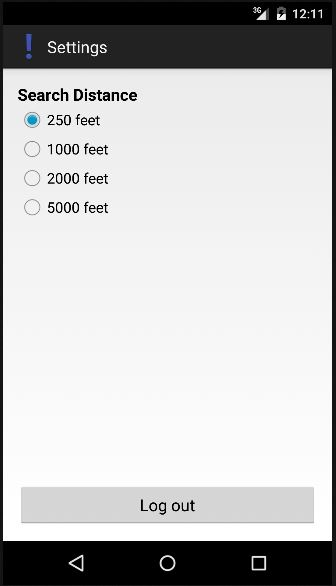 3G 12:11
! Settings
Search Distance
250 feet
1000 feet
2000 feet
5000 feet
Log out